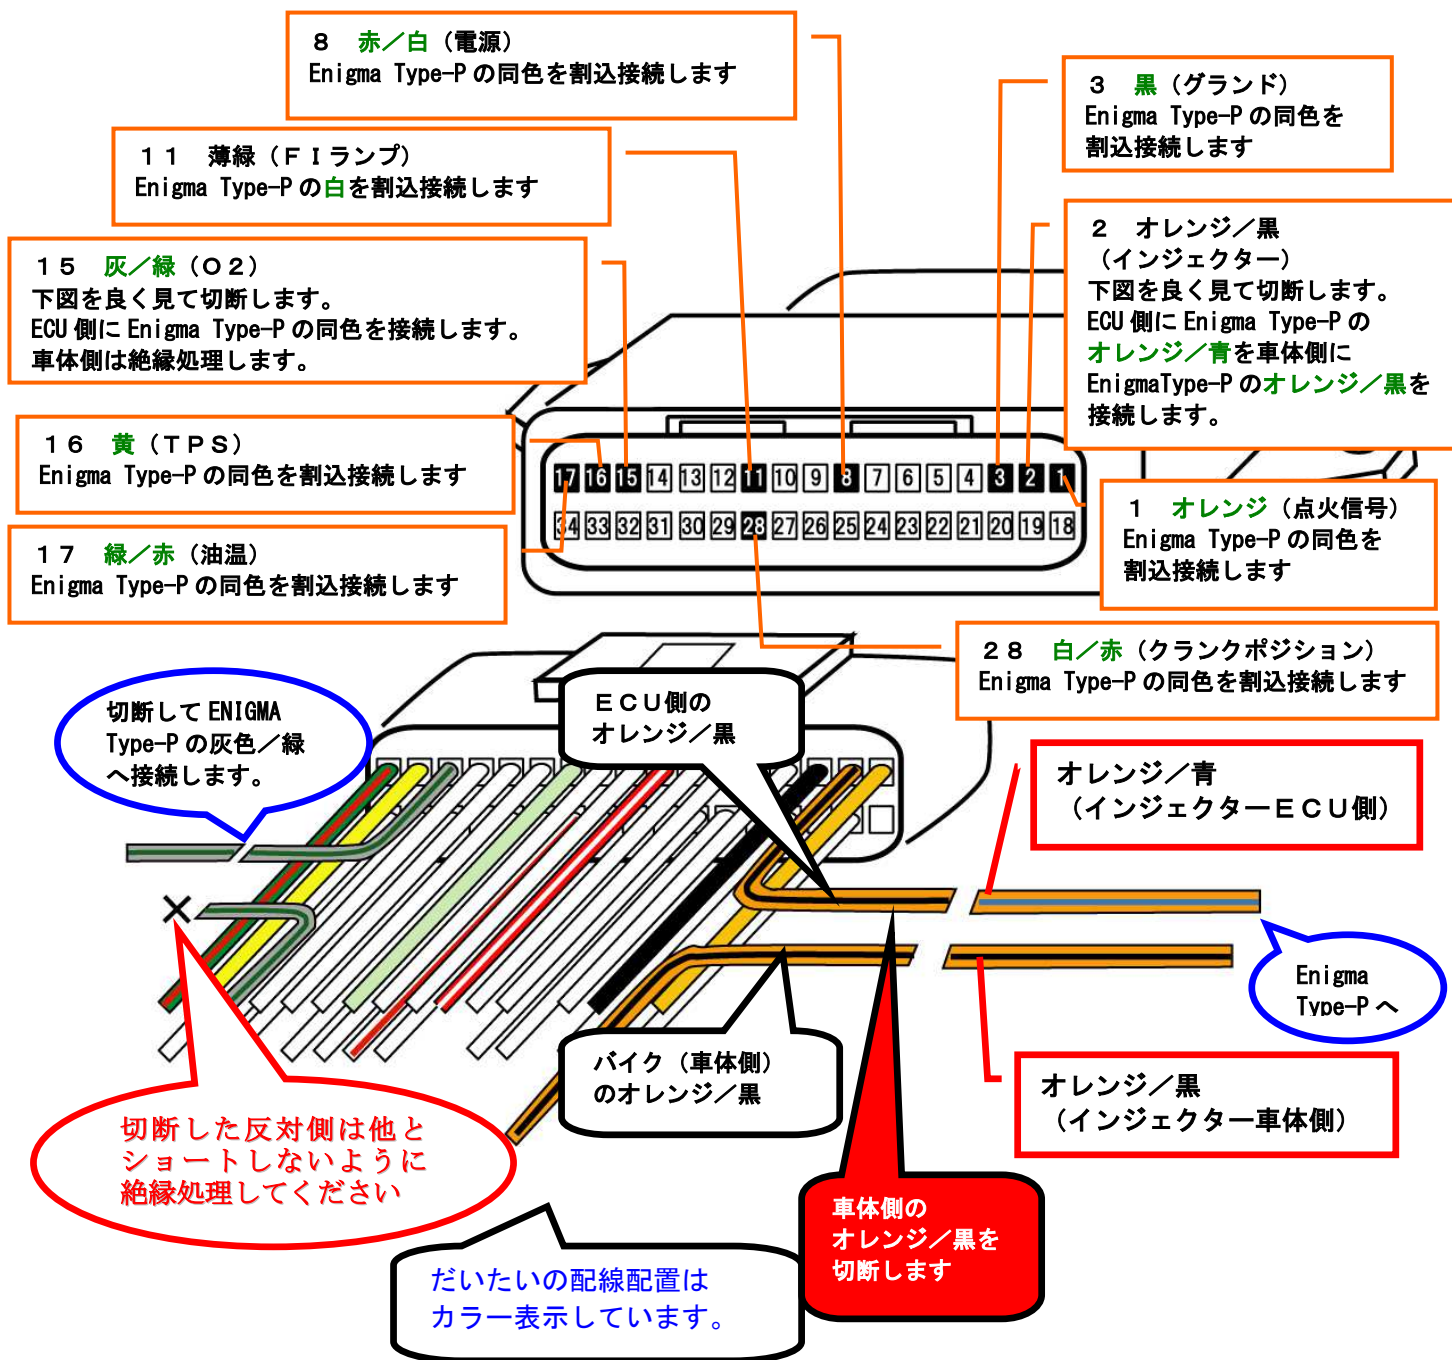 8 赤／白（電源）
Enigma Type-P の同色を割込接続します
3 黒（グランド）
Enigma Type-P の同色を
割込接続します
11 薄緑（ＦＩランプ）
Enigma Type-P の白を割込接続します
2 オレンジ／黒
（インジェクター）
下図を良く見て切断します。
ECU 側に Enigma Type-P の
オレンジ／青を車体側に
EnigmaType-P のオレンジ／黒を
接続します。
15 灰／緑（Ｏ２）
下図を良く見て切断します。
ECU 側に Enigma Type-P の同色を接続します。
車体側は絶縁処理します。
16 黄（ＴＰＳ）
Enigma Type-P の同色を割込接続します
17 16 15 14 13 12 11 10 9 8 7 6 5 4 3 2 1
34 33 32 31 30 29 28 27 26 25 24 23 22 21 20 19 18
1 オレンジ（点火信号）
Enigma Type-P の同色を
割込接続します
17 緑／赤（油温）
Enigma Type-P の同色を割込接続します
28 白／赤（クランクポジション）
Enigma Type-P の同色を割込接続します
切断して ENIGMA
Type-P の灰色／緑
へ接続します。
ＥＣＵ側の
オレンジ／黒
オレンジ／青
（インジェクターＥＣＵ側）
×
Enigma
Type-P へ
バイク（車体側）
のオレンジ／黒
オレンジ／黒
（インジェクター車体側）
切断した反対側は他と
ショートしないように
絶縁処理してください
車体側の
オレンジ／黒を
切断します
だいたいの配線配置は
カラー表示しています。